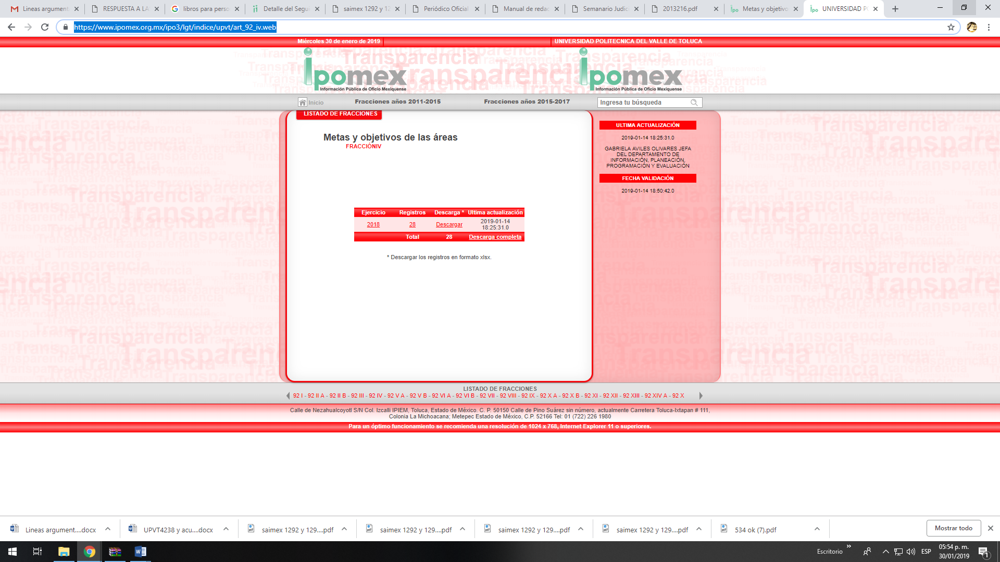 Lineas argument
RESPUESTA A LA
libros para perso
Detalle del Segui
saimex 1292 y 12
Periódico Oficial
Manual de redac
Semanario Judic
2013216.pdf
Metas y objetivo
UNIVERSIDAD P
https://www.ipomex.org.mx/ipo3/lgt/indice/upvt/art_92_iv.web
Miércoles 30 de enero de 2019
UNIVERSIDAD POLITECNICA DEL VALLE DE TOLUCA
ipomex
Información Pública de Oficio Mexiquense
ipomex
Información Pública de Oficio Mexiquense
Transparencia
Inicio
Fracciones años 2011-2015
Fracciones años 2015-2017
Ingresa tu búsqueda
LISTADO DE FRACCIONES
Metas y objetivos de las áreas
FRACCIÓNIV
Ejercicio Registros Descarga * Ultima actualización
2018 28 Descargar 2019-01-14
18:25:31.0
Total 28 Descarga completa
* Descargar los registros en formato xlsx.
ULTIMA ACTUALIZACIÓN
2019-01-14 18:25:31.0
GABRIELA AVILES OLIVARES JEFA
DEL DEPARTAMENTO DE
INFORMACIÓN, PLANEACIÓN,
PROGRAMACIÓN Y EVALUACIÓN
FECHA VALIDACIÓN
2019-01-14 18:50:42.0
LISTADO DE FRACCIONES
92 I - 92 II A - 92 II B - 92 III - 92 IV - 92 V A - 92 V B - 92 VI A - 92 VI B - 92 VII - 92 VIII - 92 IX - 92 X A - 92 X B - 92 XI - 92 XII - 92 XIII - 92 XIV A - 92 X
Calle de Nezahualcoyotl S/N Col. Izcalli IPIEM, Toluca, Estado de México. C. P. 50150 Calle de Pino Suárez sin número, actualmente Carretera Toluca-Ixtapan # 111,
Colonia La Michoacana; Metepec Estado de México, C.P. 52166 Tel: 01 (722) 226 1980
Para un óptimo funcionamiento se recomienda una resolución de 1024 x 768, Internet Explorer 11 o superiores.
Lineas argument....docx
UPVT4238 y acu....docx
saimex 1292 y 129....pdf
saimex 1292 y 129....pdf
saimex 1292 y 129....pdf
saimex 1292 y 129....pdf
534 ok (7).pdf
Mostrar todo
Escritorio
ESP
05:54 p. m.
30/01/2019
1